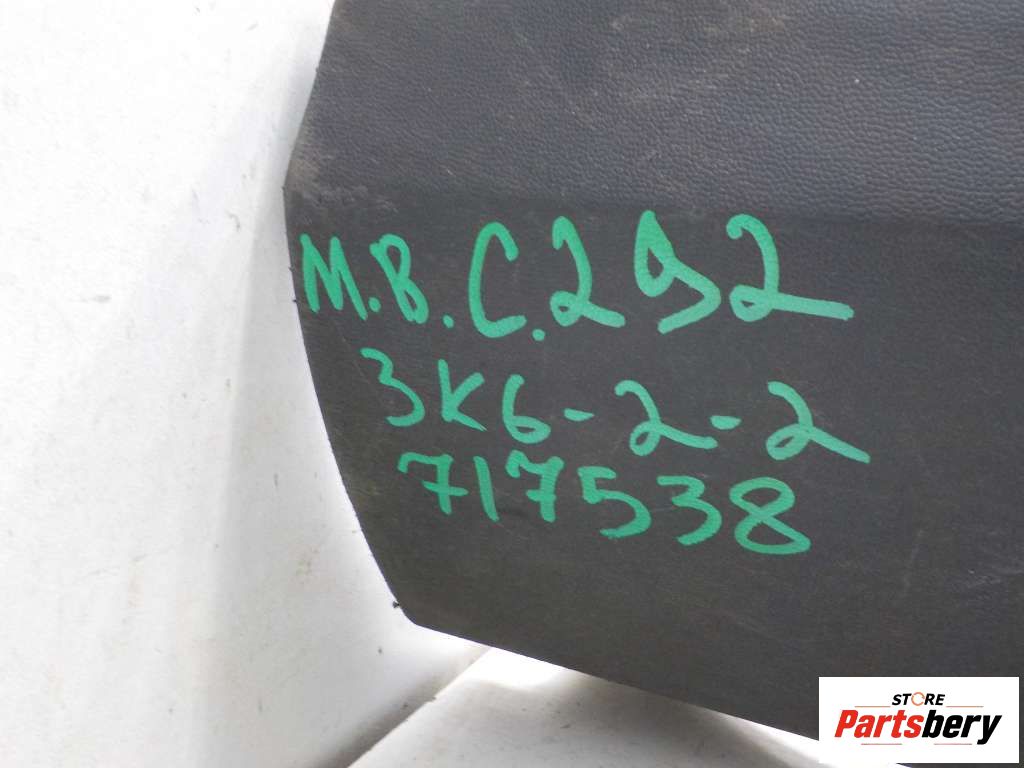 M.B.C.292
3K6-2-2
717538
STORE
Partsbery